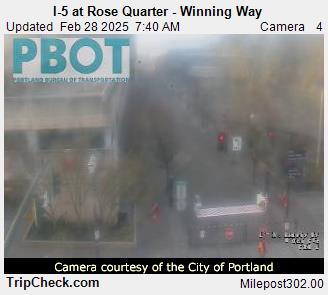 I-5 at Rose Quarter - Winning Way
Updated Feb 28 2025 7:40 AM Camera 4
PBOT
PORTLAND BUREAU OF TRANSPORTATION
Camera courtesy of the City of Portland
TripCheck.com Milepost302.00